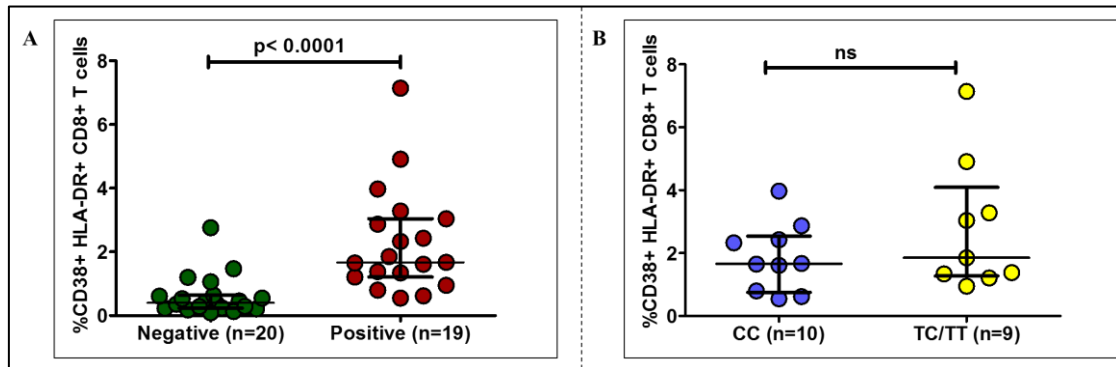 A
%CD38+ HLA-DR+ CD8+ T cells
8
6
4
2
0
p< 0.0001
Negative (n=20)
Positive (n=19)
B
%CD38+ HLA-DR+ CD8+ T cells
8
6
4
2
0
ns
CC (n=10)
TC/TT (n=9)